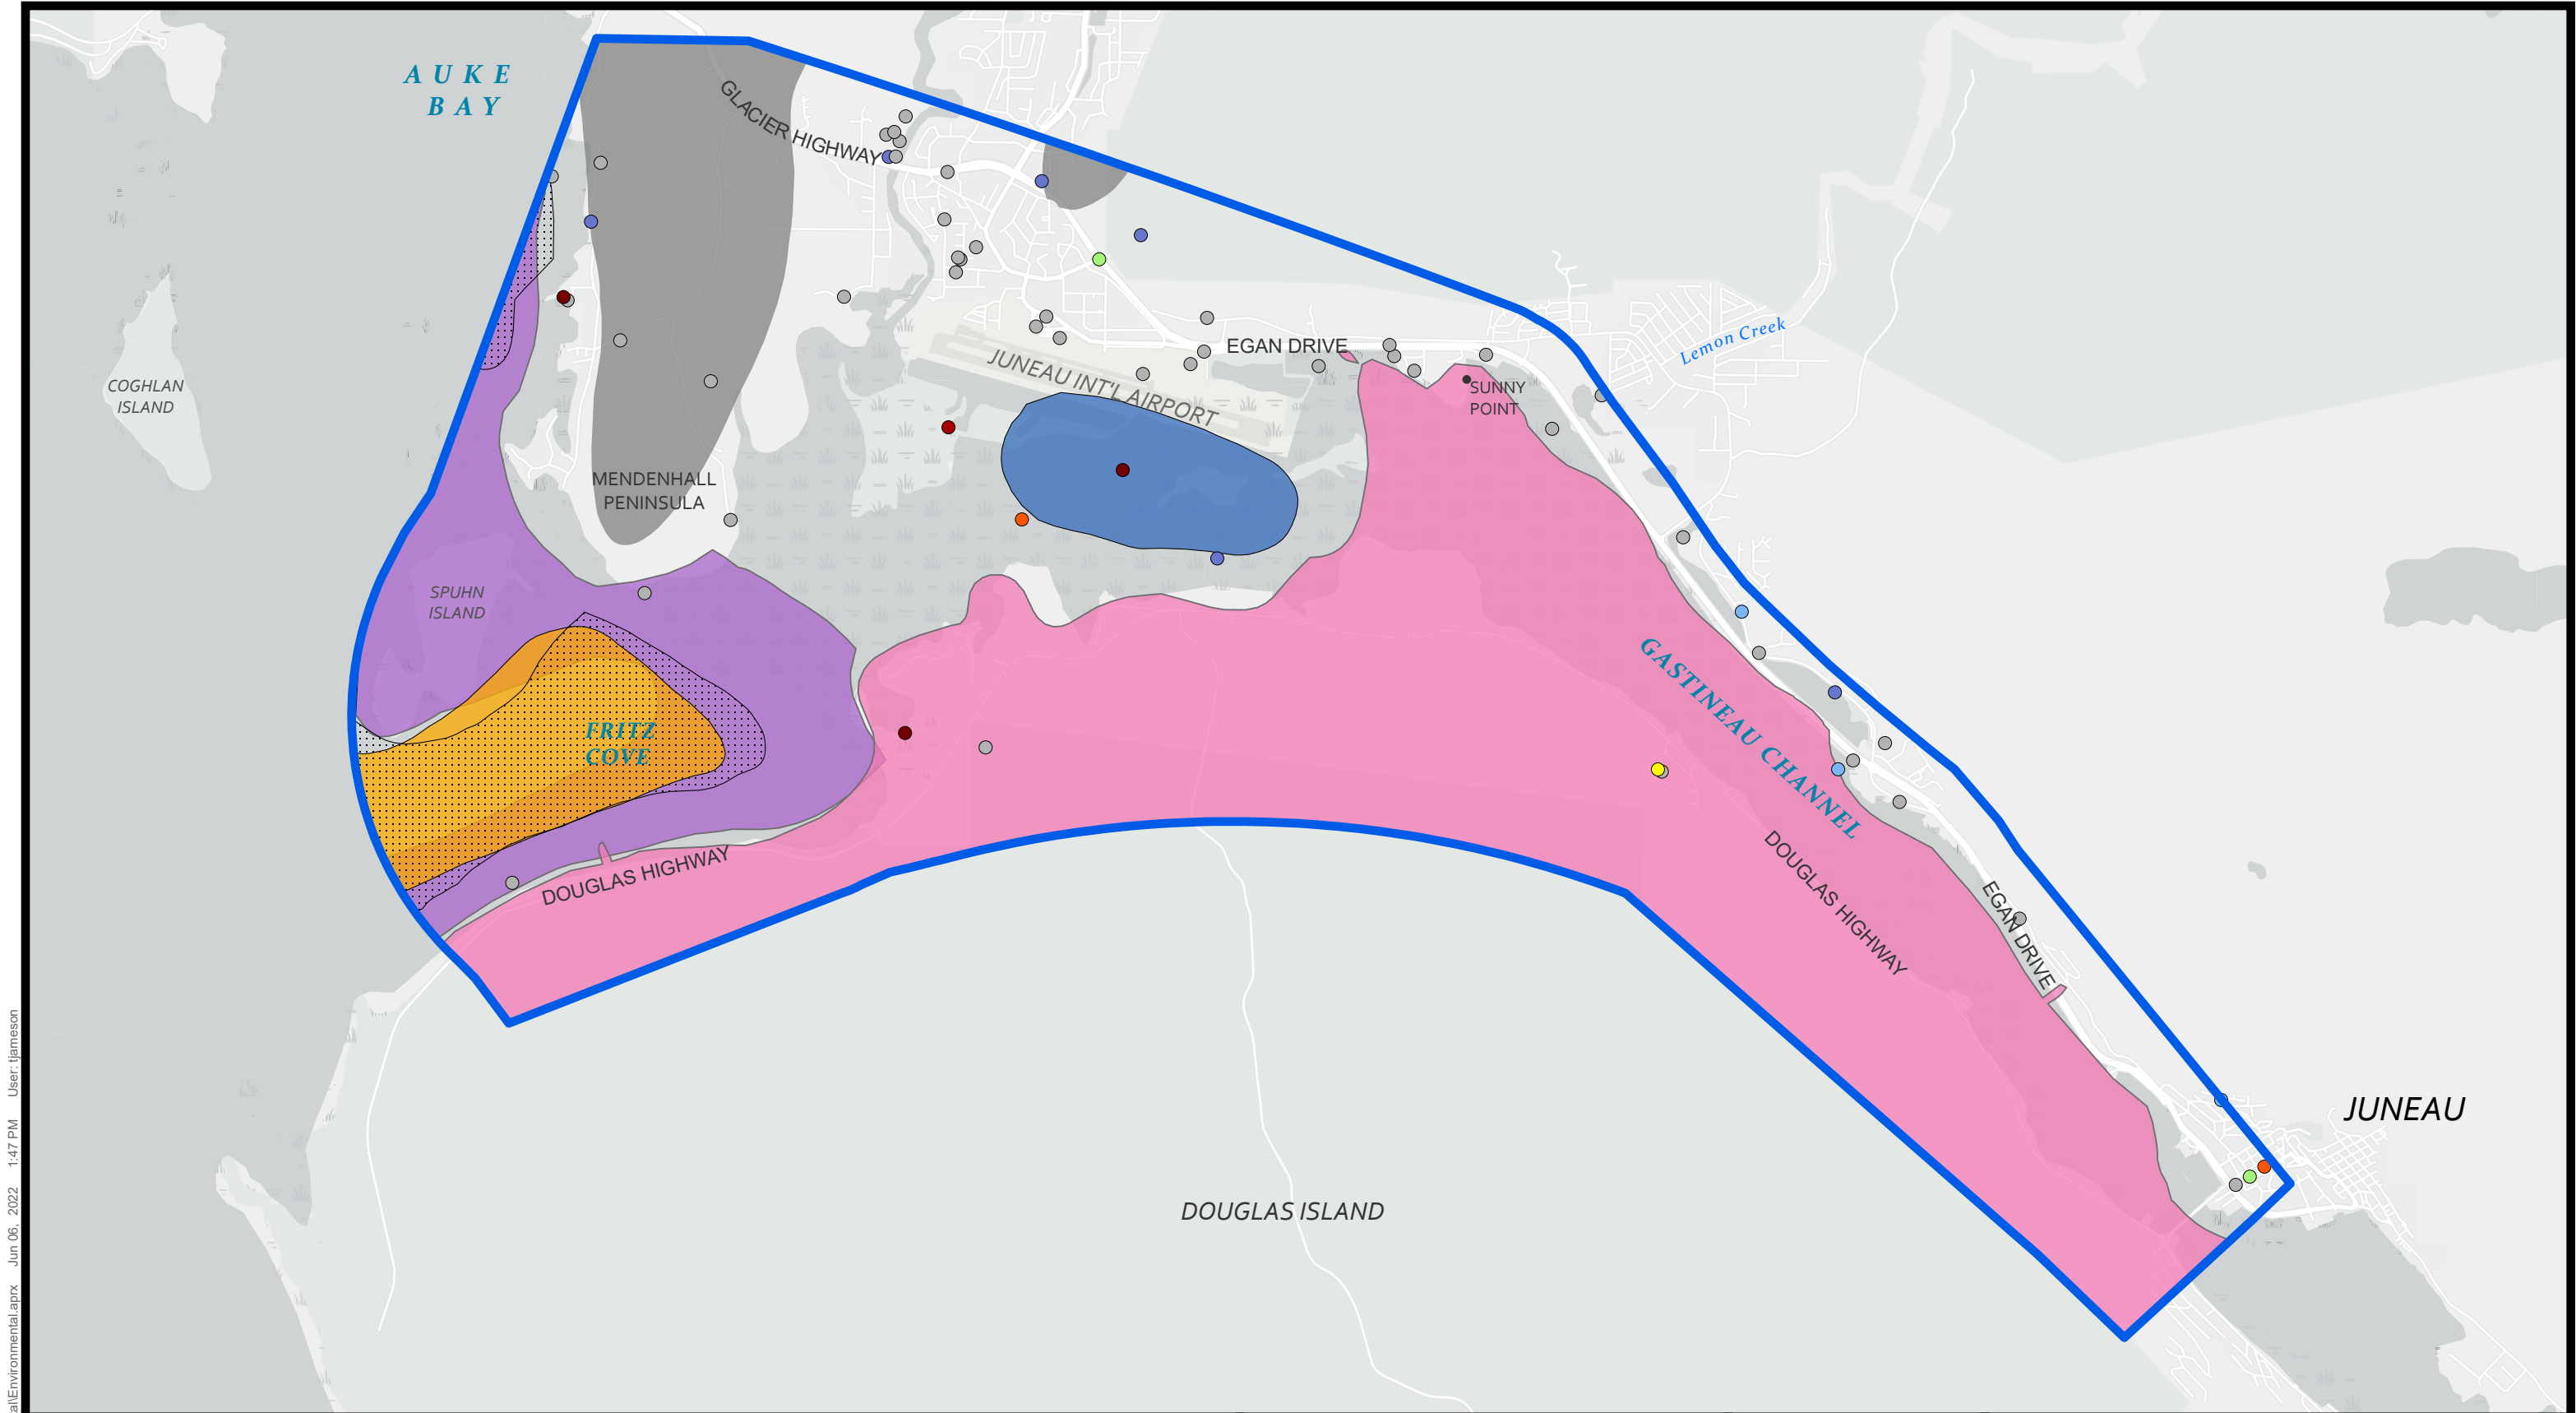 AUKE
BAY
GLACIER HIGHWAY
COGHLAN
ISLAND
EGAN DRIVE
JUNEAU INT'L AIRPORT
Lemon Creek
SUNNY
POINT
MENDENHALL
PENINSULA
SPUHN
ISLAND
FRITZ
COVE
GASTINEAU CHANNEL
DOUGLAS HIGHWAY
DOUGLAS HIGHWAY
EGAN DRIVE
JUNEAU
DOUGLAS ISLAND
al\Environmental.aprx Jun 06, 2022 1:47 PM User: tjameson